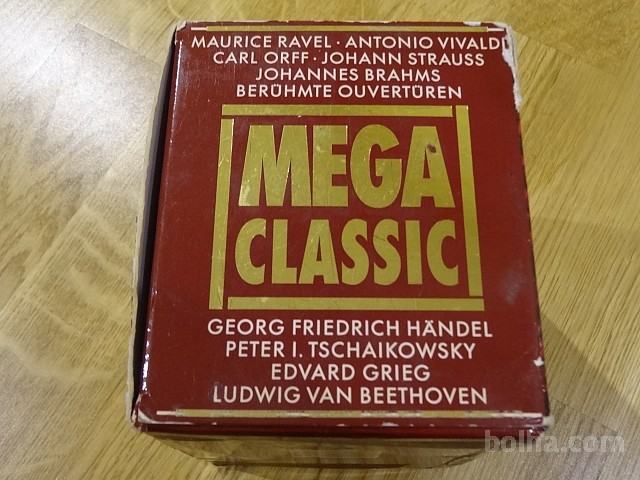 MAURICE RAVEL · ANTONIO VIVALDI
CARL ORFF · JOHANN STRAUSS
JOHANNES BRAHMS
BERÜHMTE OUVERTÜREN
MEGA
CLASSIC
GEORG FRIEDRICH HÄNDEL
PETER I. TSCHAIKOWSKY
EDVARD GRIEG
LUDWIG VAN BEETHOVEN
bolha.com